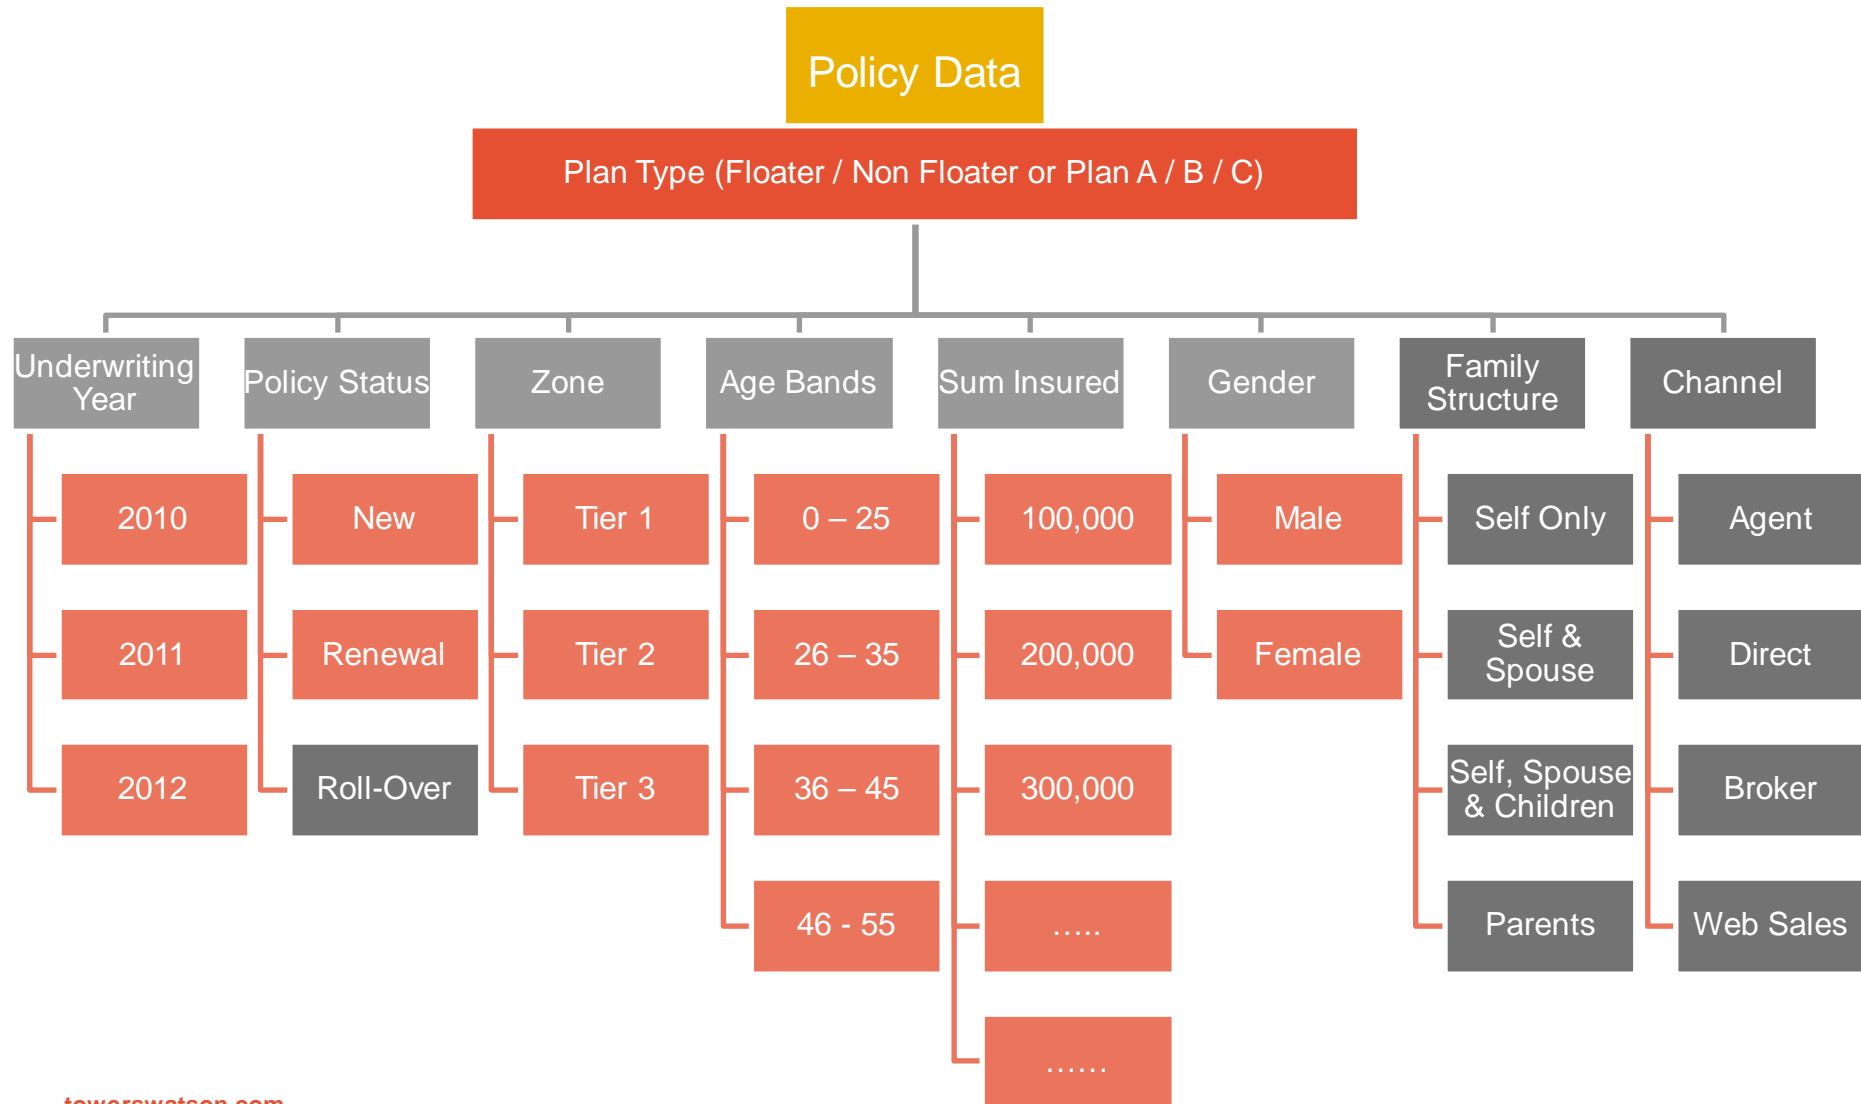 Policy Data
Plan Type (Floater / Non Floater or Plan A / B / C)
Underwriting
Year
2010
2011
2012
Policy Status
New
Renewal
Roll-Over
Zone
Tier 1
Tier 2
Tier 3
Age Bands
0 – 25
26 – 35
36 – 45
46 - 55
Sum Insured
100,000
200,000
300,000
…..
……
Gender
Male
Female
Family
Structure
Self Only
Self &
Spouse
Self, Spouse
& Children
Parents
Channel
Agent
Direct
Broker
Web Sales
towerswatson.com